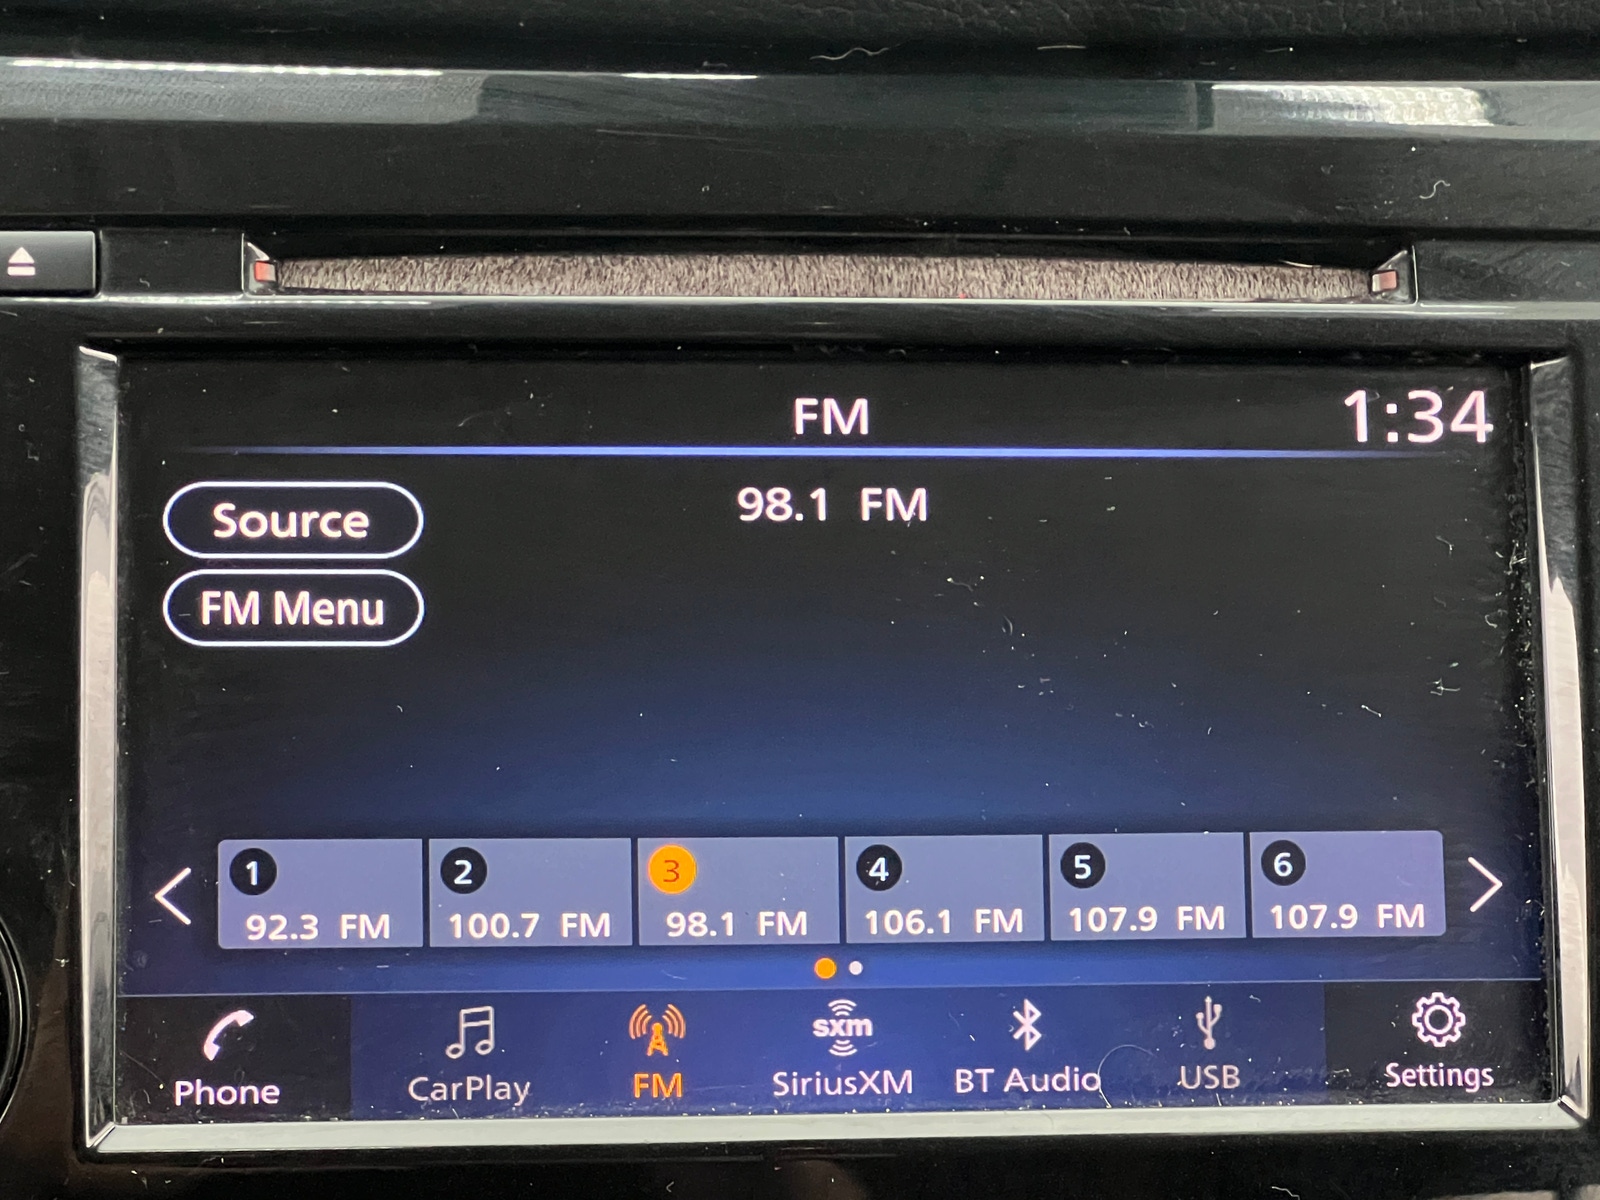 FM
1:34
98.1 FM
Source
FM Menu
1
2
3
4
5
6
92.3 FM
100.7 FM
98.1 FM
106.1 FM
107.9 FM
107.9 FM
sxm
Phone
CarPlay
FM
SiriusXM
BT Audio
USB
Settings